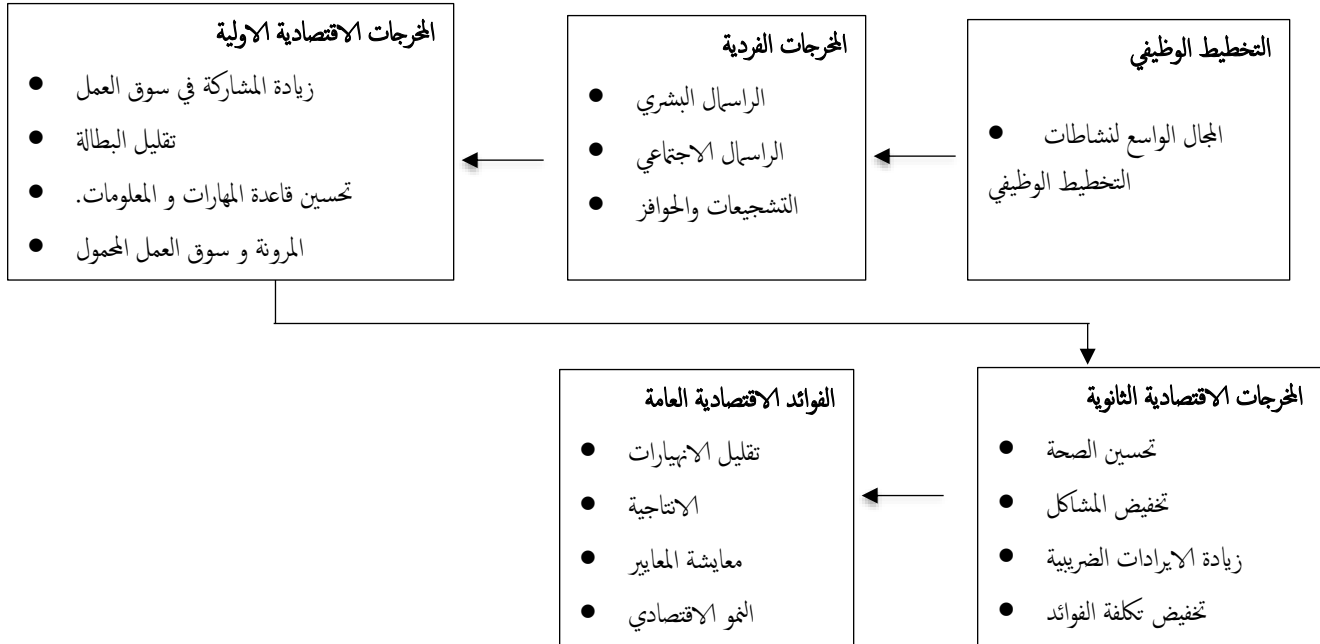 التخطيط الوظيفي
● المجال الواسع لنشاطات
التخطيط الوظيفي
المخرجات الفردية
● الراسمال البشري
● الراسمال الاجتماعي
● التشجيعات والحوافز
المخرجات الاقتصادية الاولية
● زيادة المشاركة في سوق العمل
● تقليل البطالة
● تحسين قاعدة المهارات و المعلومات.
● المرونة و سوق العمل المحمول
المخرجات الاقتصادية الثانوية
● تحسين الصحة
● تخفيض المشاكل
● زيادة الايرادات الضريبية
● تخفيض تكلفة الفوائد
الفوائد الاقتصادية العامة
● تقليل الانهيارات
● الانتاجية
● معايشة المعايير
● النمو الاقتصادي